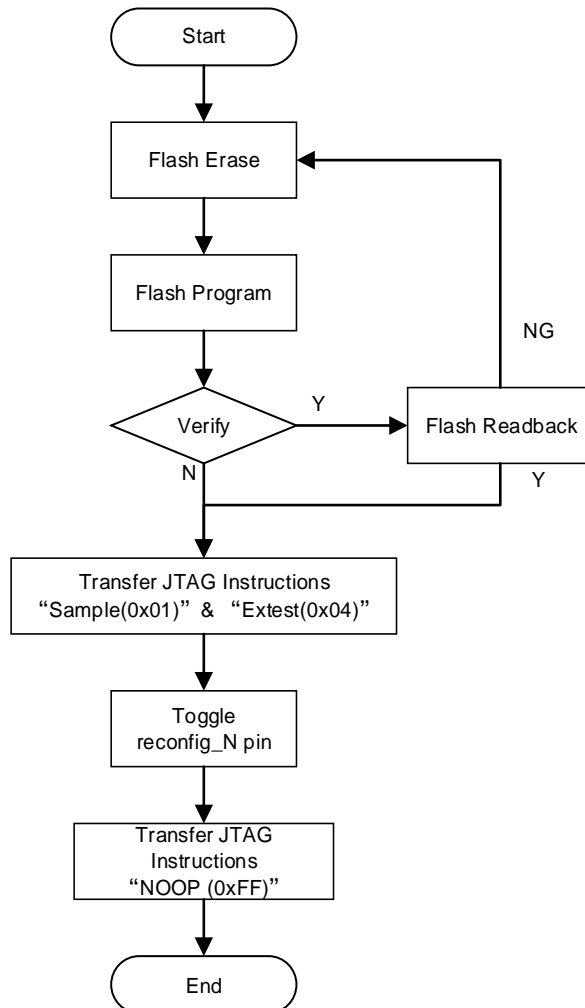 Start
Flash Erase
Flash Program
NG
Verify
Y
Flash Readback
N
Y
Transfer JTAG Instructions
“Sample(0x01)” & “Extest(0x04)”
Toggle
reconfig_N pin
Transfer JTAG
Instructions
“NOOP (0xFF)”
End